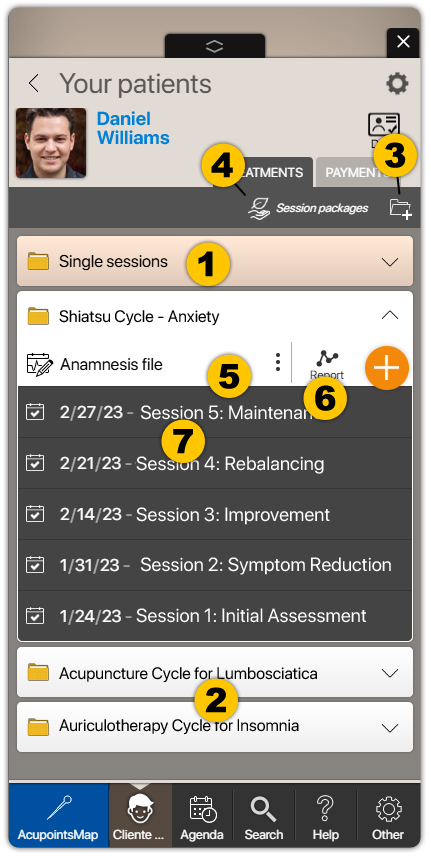 Your patients
Daniel
Williams
4
3
TREATMENTS PAYMENTS
Session packages
Single sessions 1
Shiatsu Cycle - Anxiety
Anamnesis file 5
Report
6
2/27/23 - Session 5: Maintenan
7
2/21/23 - Session 4: Rebalancing
2/14/23 - Session 3: Improvement
1/31/23 - Session 2: Symptom Reduction
1/24/23 - Session 1: Initial Assessment
Acupuncture Cycle for Lumbosciatica
2
Auriculotherapy Cycle for Insomnia
AcupointsMap Cliente ... Agenda Search Help Other